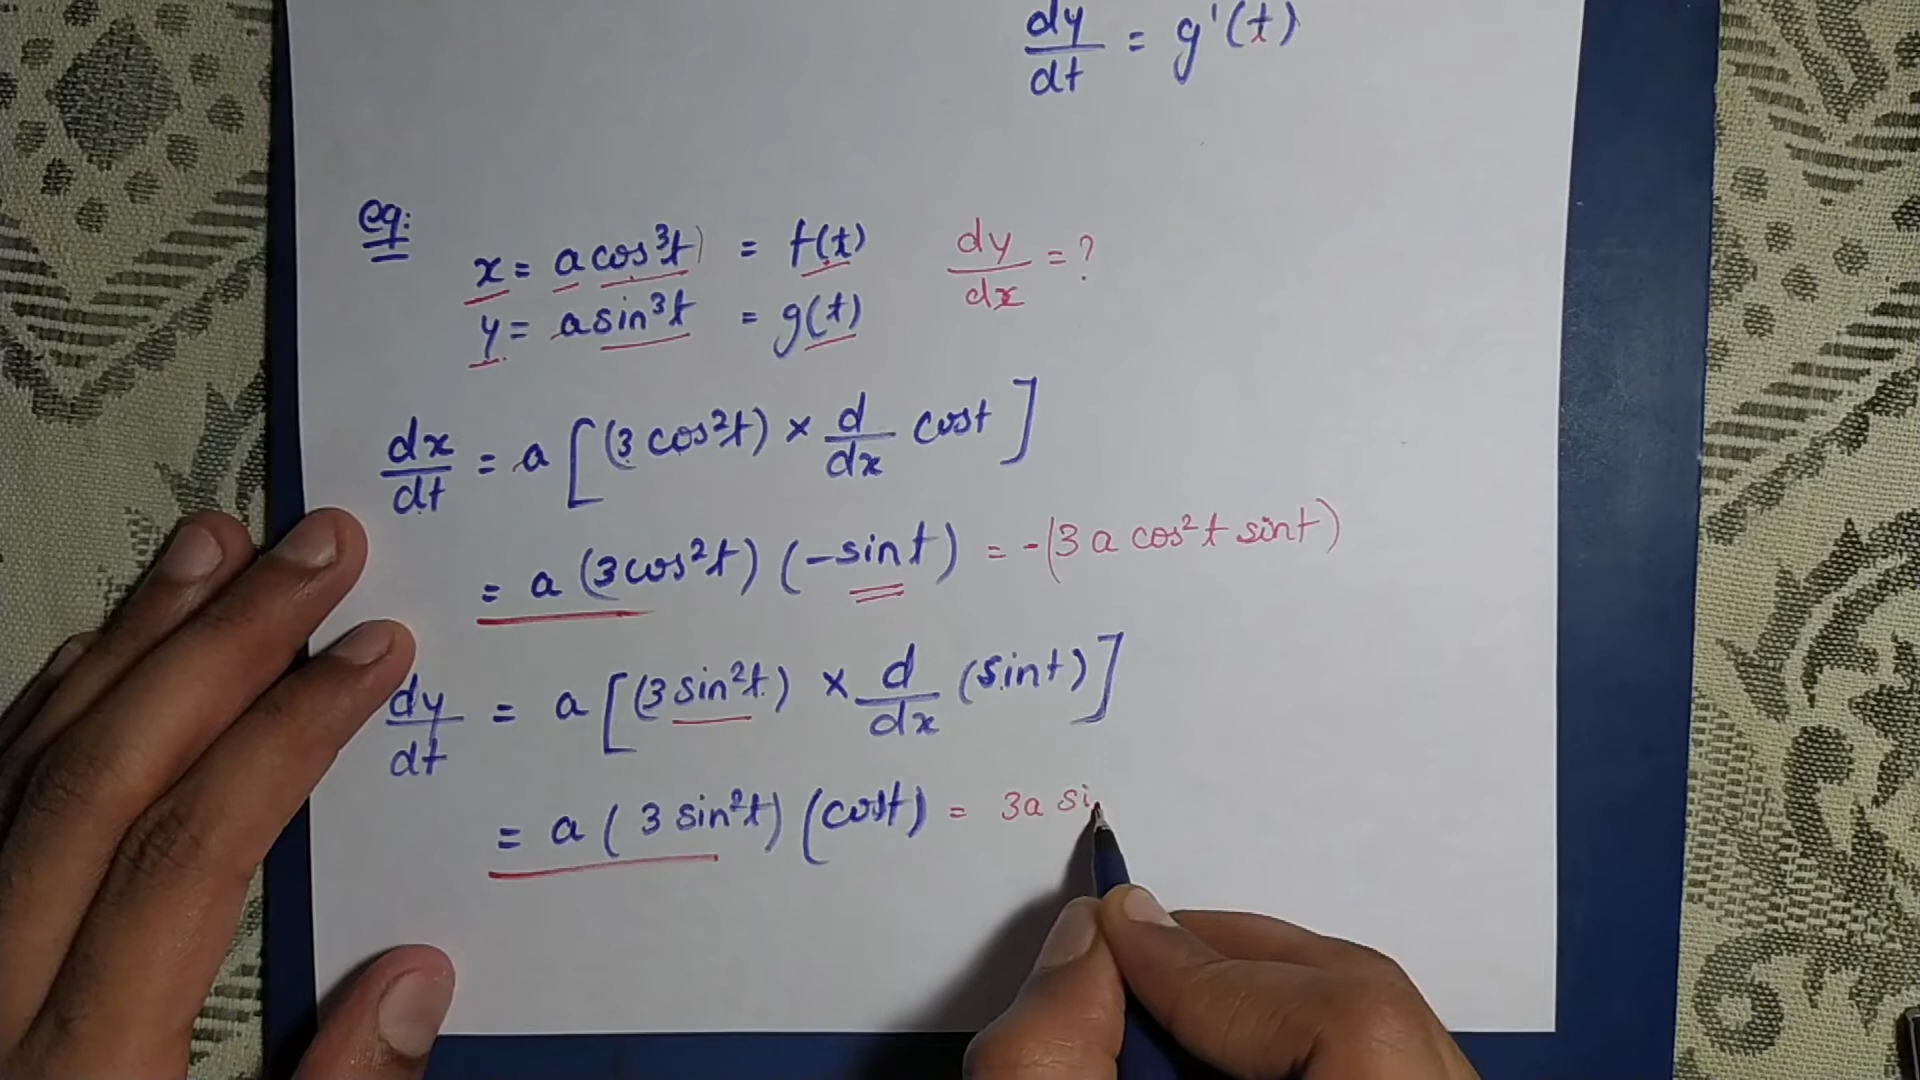 dy/dt = g'(t)
eg:
x = a cos³t) = f(t) dy/dx = ?
y = a sin³t = g(t)
dx/dt = a [(3 cos²t) × d/dx cost]
= a (3cos²t) (-sint) = -(3a cos²t sint)
dy/dt = a [(3 sin²t) × d/dx (sint)]
= a (3 sin²t) (cost) = 3a si